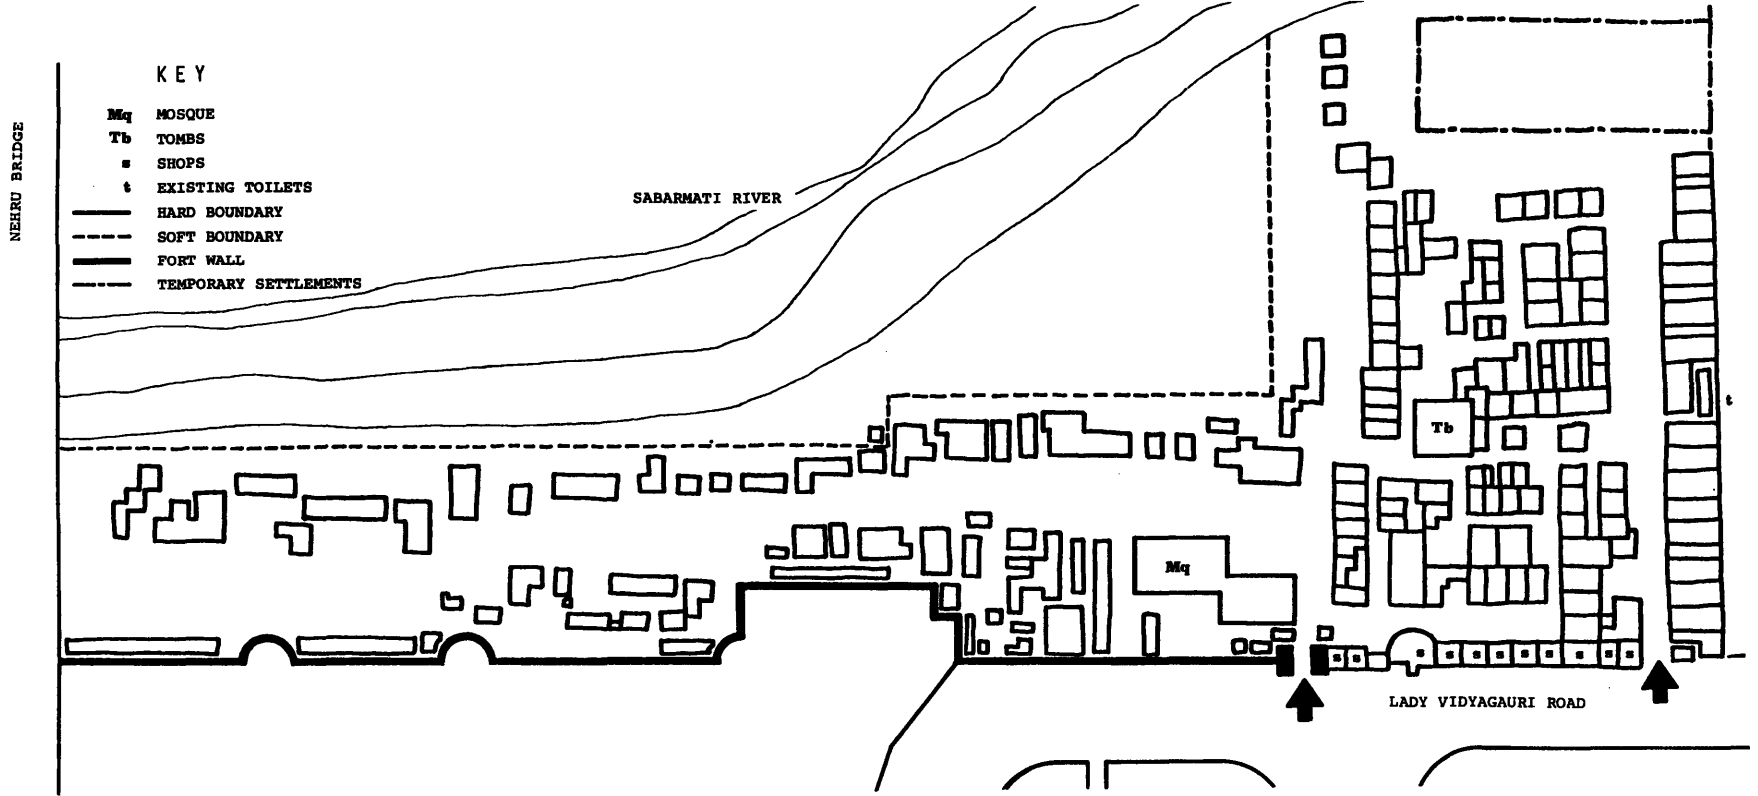 NEHRU BRIDGE
KEY
Mq MOSQUE
Tb TOMBS
s SHOPS
t EXISTING TOILETS
HARD BOUNDARY
SOFT BOUNDARY
FORT WALL
TEMPORARY SETTLEMENTS
SABARMATI RIVER
t
Tb
Mq
s s s s s s s s s s s
LADY VIDYAGAURI ROAD